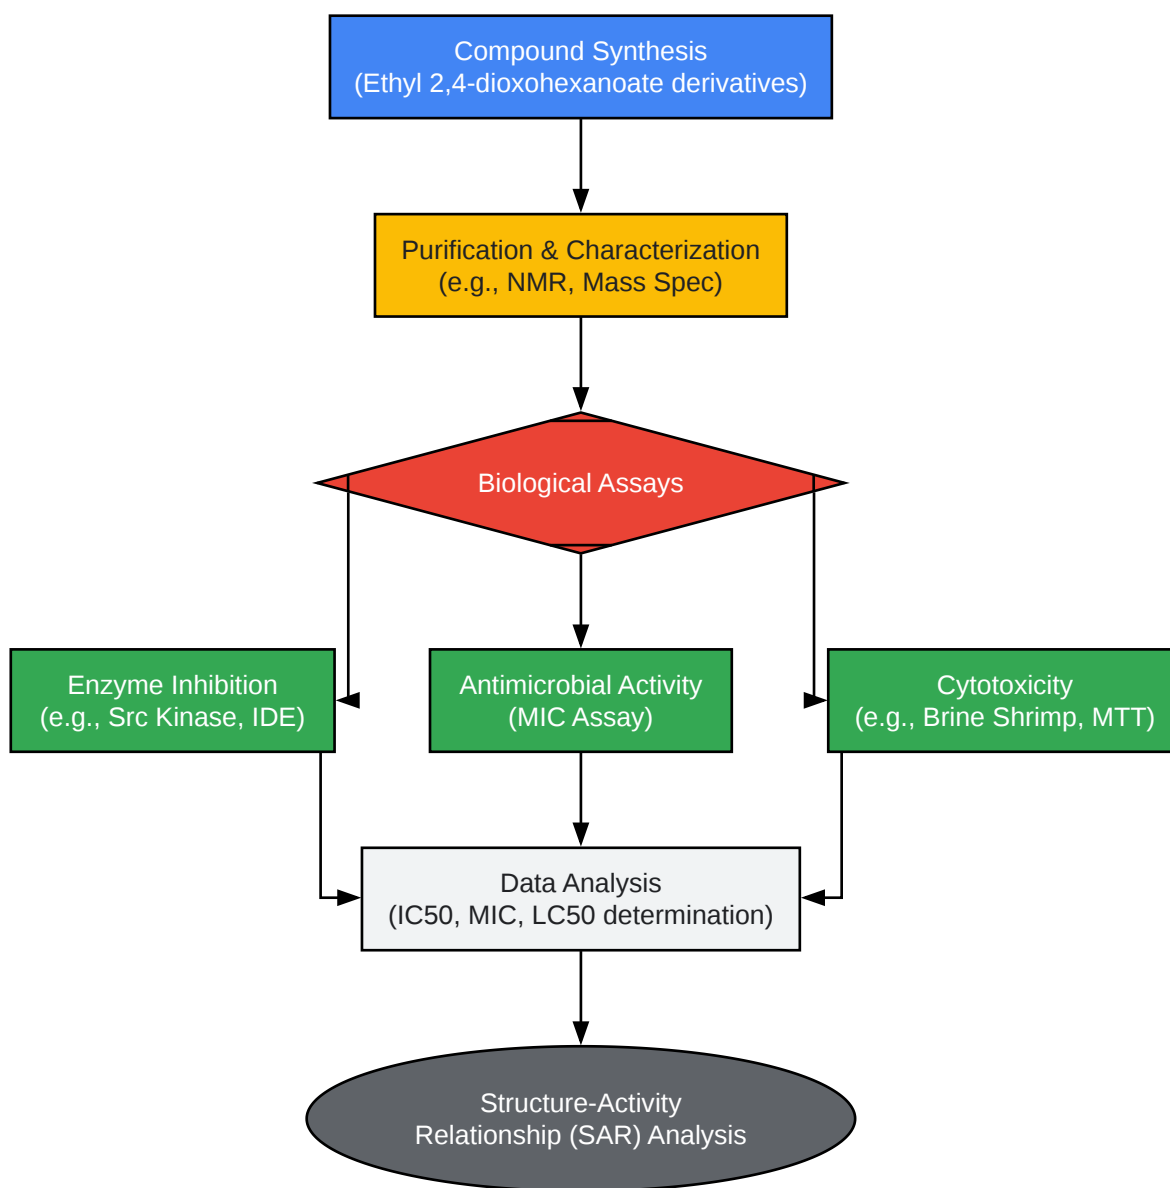 Compound Synthesis
(Ethyl 2,4-dioxohexanoate derivatives)
Purification & Characterization
(e.g., NMR, Mass Spec)
Biological Assays
Enzyme Inhibition
(e.g., Src Kinase, IDE)
Antimicrobial Activity
(MIC Assay)
Cytotoxicity
(e.g., Brine Shrimp, MTT)
Data Analysis
(IC50, MIC, LC50 determination)
Structure-Activity
Relationship (SAR) Analysis